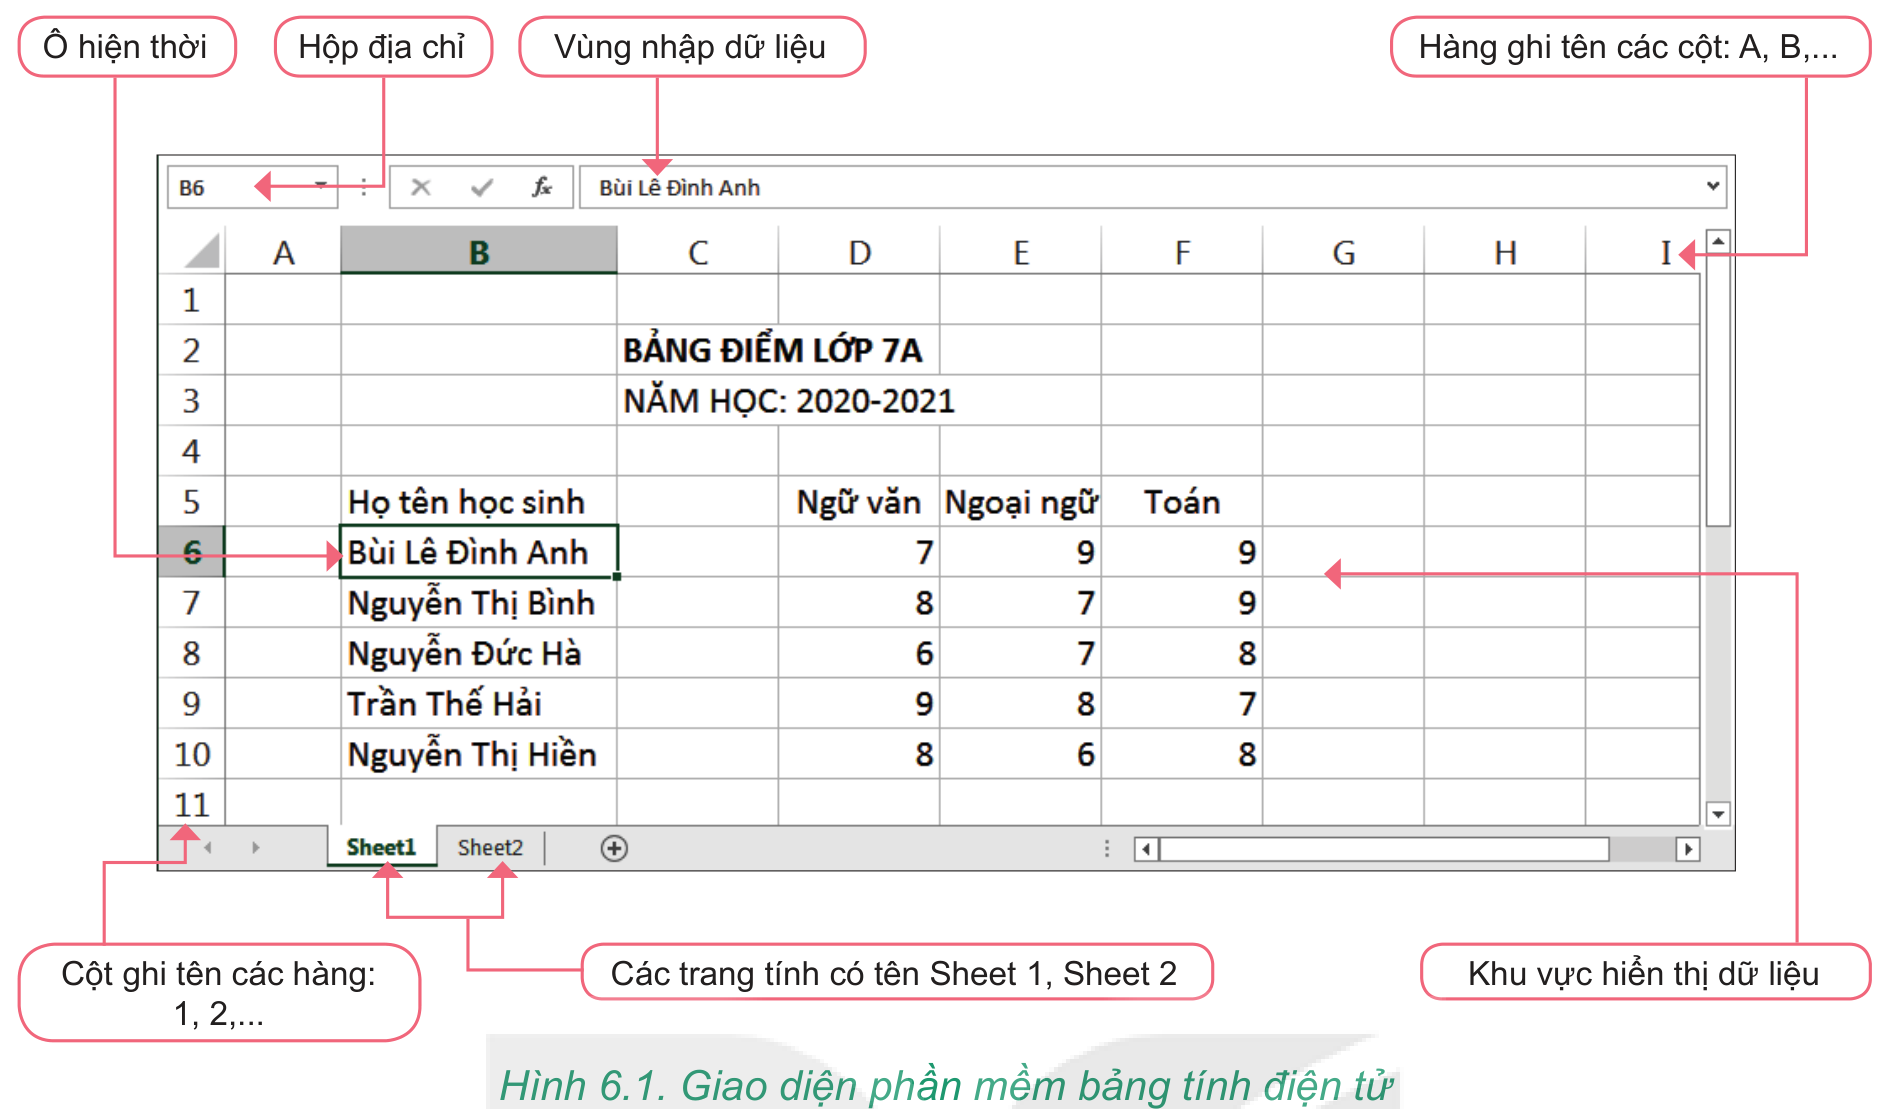 Ô hiện thời
Hộp địa chỉ
Vùng nhập dữ liệu
Hàng ghi tên các cột: A, B,...
B6
fx
Bùi Lê Đình Anh
A B C D E F G H I
1
2 BẢNG ĐIỂM LỚP 7A
3 NĂM HỌC: 2020-2021
4
5 Họ tên học sinh Ngữ văn Ngoại ngữ Toán
6 Bùi Lê Đình Anh 7 9 9
7 Nguyễn Thị Bình 8 7 9
8 Nguyễn Đức Hà 6 7 8
9 Trần Thế Hải 9 8 7
10 Nguyễn Thị Hiền 8 6 8
11
Sheet1 Sheet2
Cột ghi tên các hàng:
1, 2,...
Các trang tính có tên Sheet 1, Sheet 2
Khu vực hiển thị dữ liệu
Hình 6.1. Giao diện phần mềm bảng tính điện tử